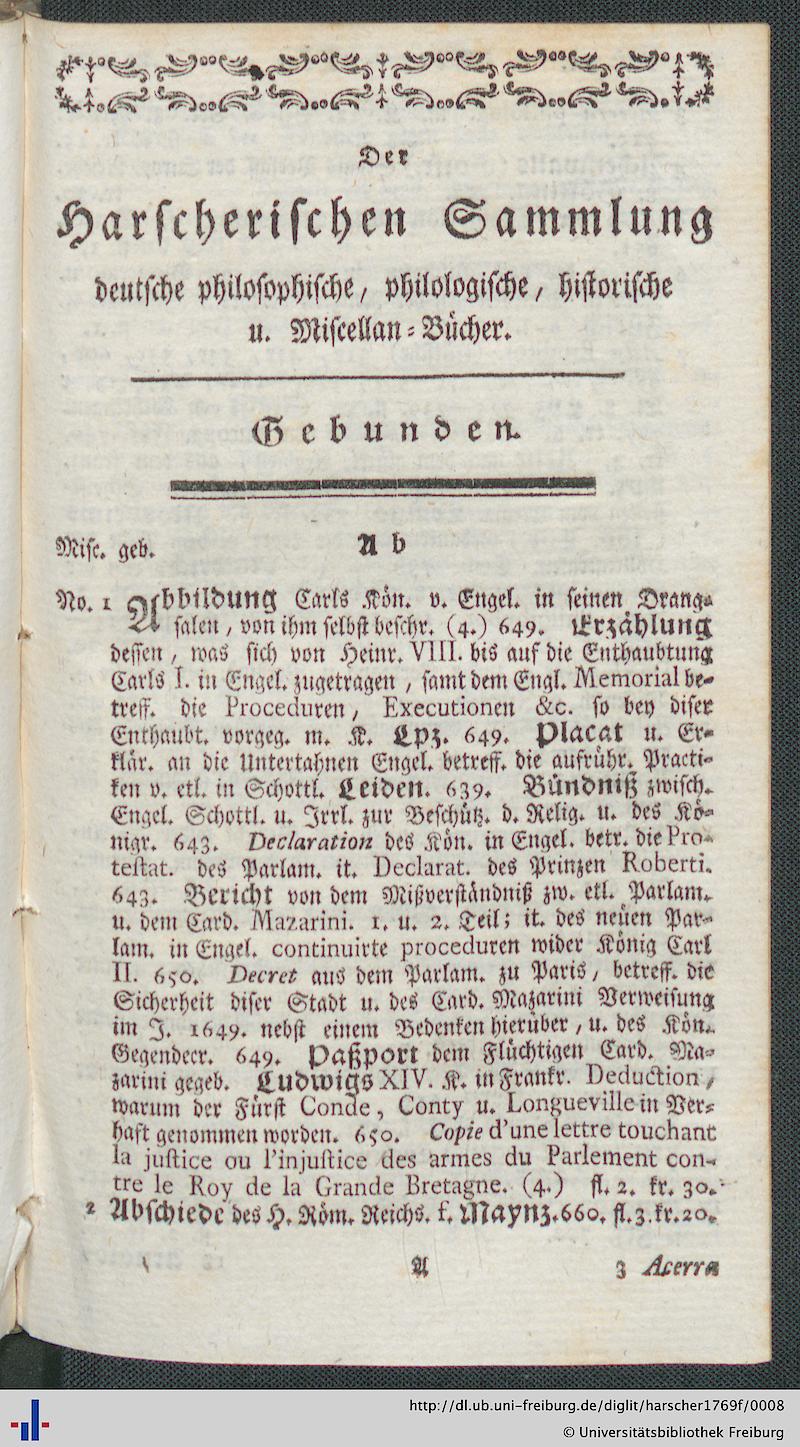 Der
Harscherischen Sammlung
deutsche philosophische, philologische, historische
u. Miscellan-Bücher.
Gebunden.
Misc. geb. Ab
No. 1 Abbildung Carls Kön. v. Engel. in seinen Drang-
salen, von ihm selbst beschr. (4.) 649. Erzählung
dessen, was sich von Heinr. VIII. bis auf die Enthaubtung
Carls I. in Engel. zugetragen, samt dem Engl. Memorial be-
treff. die Proceduren, Executionen &c. so bey diser
Enthaubt. vorgeg. m. K. Lpz. 649. Placat u. Er-
klär. an die Untertahnen Engel. betreff. die aufrühr. Practi-
ken v. etl. in Schottl. Leiden. 639. Bündniß zwisch.
Engel. Schottl. u. Irrl. zur Beschütz. d. Relig. u. des Kö-
nigr. 643. Declaration des Kön. in Engel. betr. die Pro-
testat. des Parlam. it. Declarat. des Prinzen Roberti.
643. Bericht von dem Mißverständniß zw. etl. Parlam.
u. dem Card. Mazarini. 1. u. 2. Teil; it. des neüen Par-
lam. in Engel. continuirte proceduren wider König Carl
II. 650. Decret aus dem Parlam. zu Paris, betreff. die
Sicherheit diser Stadt u. des Card. Mazarini Verweisung
im J. 1649. nebst einem Bedenken hierüber, u. des Kön.
Gegendecr. 649. Paßport dem Flüchtigen Card. Ma-
zarini gegeb. Ludwigs XIV. K. in Frankr. Deduction,
warum der Fürst Conde, Conty u. Longueville in Ver-
haft genommen worden. 650. Copie d'une lettre touchant
la justice ou l'injustice des armes du Parlement con-
tre le Roy de la Grande Bretagne. (4.) fl. 2. kr. 30.
2 Abschiede des H. Röm. Reichs. f. Maynz. 660. fl. 3. kr. 20.
A 3 Acerra
http://dl.ub.uni-freiburg.de/diglit/harscher1769f/0008
© Universitätsbibliothek Freiburg